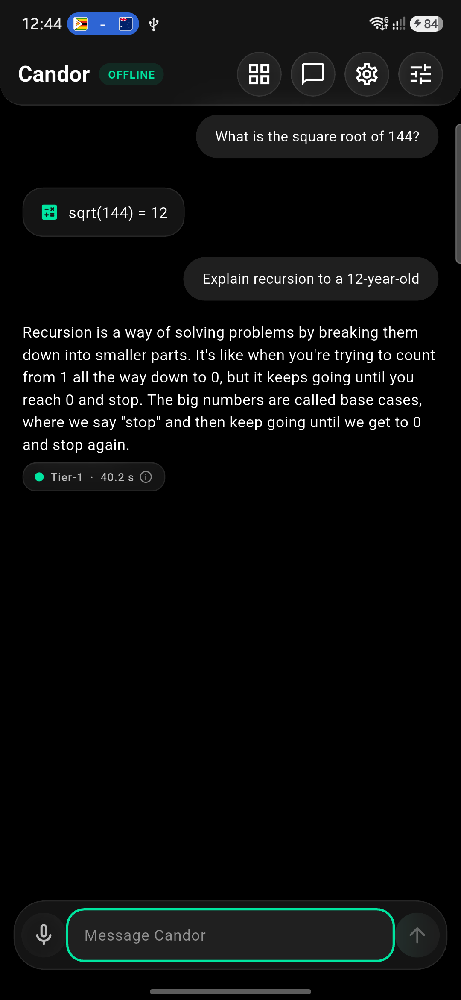 12:44 - 6 84
Candor OFFLINE
What is the square root of 144?
sqrt(144) = 12
Explain recursion to a 12-year-old
Recursion is a way of solving problems by breaking them
down into smaller parts. It's like when you're trying to count
from 1 all the way down to 0, but it keeps going until you
reach 0 and stop. The big numbers are called base cases,
where we say "stop" and then keep going until we get to 0
and stop again.
Tier-1 · 40.2 s
Message Candor